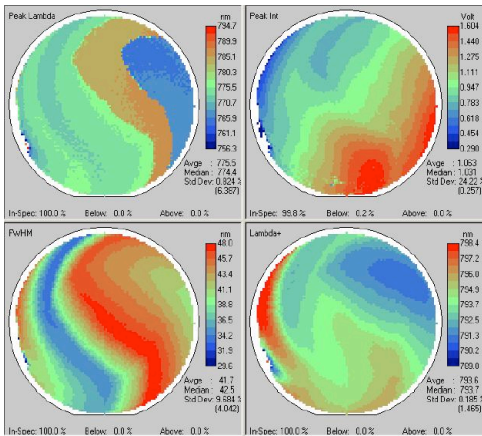 Peak Lambda
nm
794.7
789.9
785.1
780.3
775.5
770.7
765.9
761.1
756.3
Avge : 775.5
Median : 774.4
Std Dev: 0.824 %
(6.387)
In-Spec: 100.0 % Below: 0.0 % Above: 0.0 %
Peak Int
Volt
1.604
1.440
1.275
1.111
0.947
0.783
0.618
0.454
0.290
Avge : 1.063
Median : 1.031
Std Dev: 24.22 %
(0.257)
In-Spec: 99.8 % Below: 0.2 % Above: 0.0 %
FWHM
nm
48.0
45.7
43.4
41.1
38.8
36.5
34.2
31.9
29.6
Avge : 41.7
Median : 42.5
Std Dev: 9.684 %
(4.042)
In-Spec: 100.0 % Below: 0.0 % Above: 0.0 %
Lambda+
nm
798.4
797.2
796.0
794.9
793.7
792.5
791.3
790.2
789.0
Avge : 793.6
Median : 793.7
Std Dev: 0.185 %
(1.465)
In-Spec: 100.0 % Below: 0.0 % Above: 0.0 %